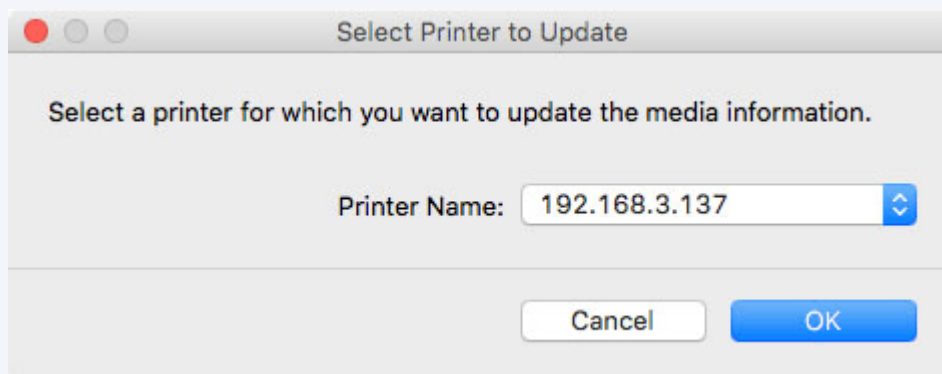 Select Printer to Update
Select a printer for which you want to update the media information.
Printer Name: 192.168.3.137
Cancel OK